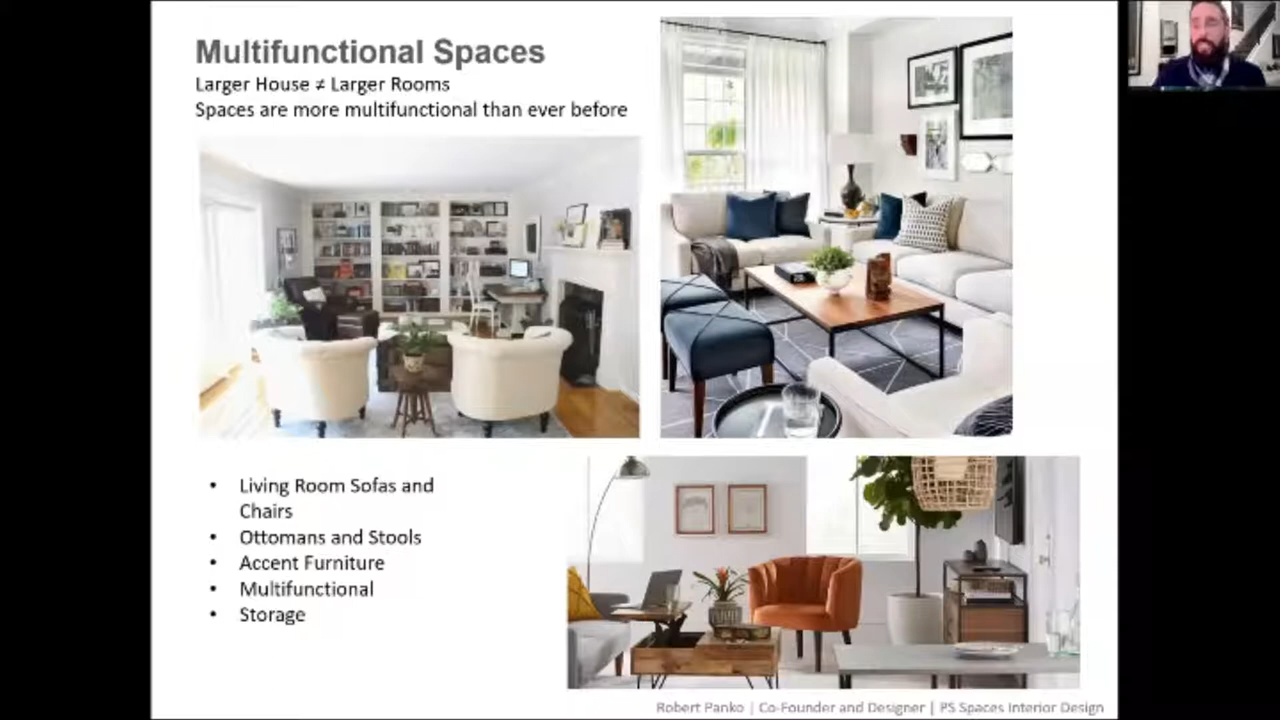 Multifunctional Spaces
Larger House ≠ Larger Rooms
Spaces are more multifunctional than ever before
• Living Room Sofas and
Chairs
• Ottomans and Stools
• Accent Furniture
• Multifunctional
• Storage
Robert Panko | Co-Founder and Designer | PS Spaces Interior Design